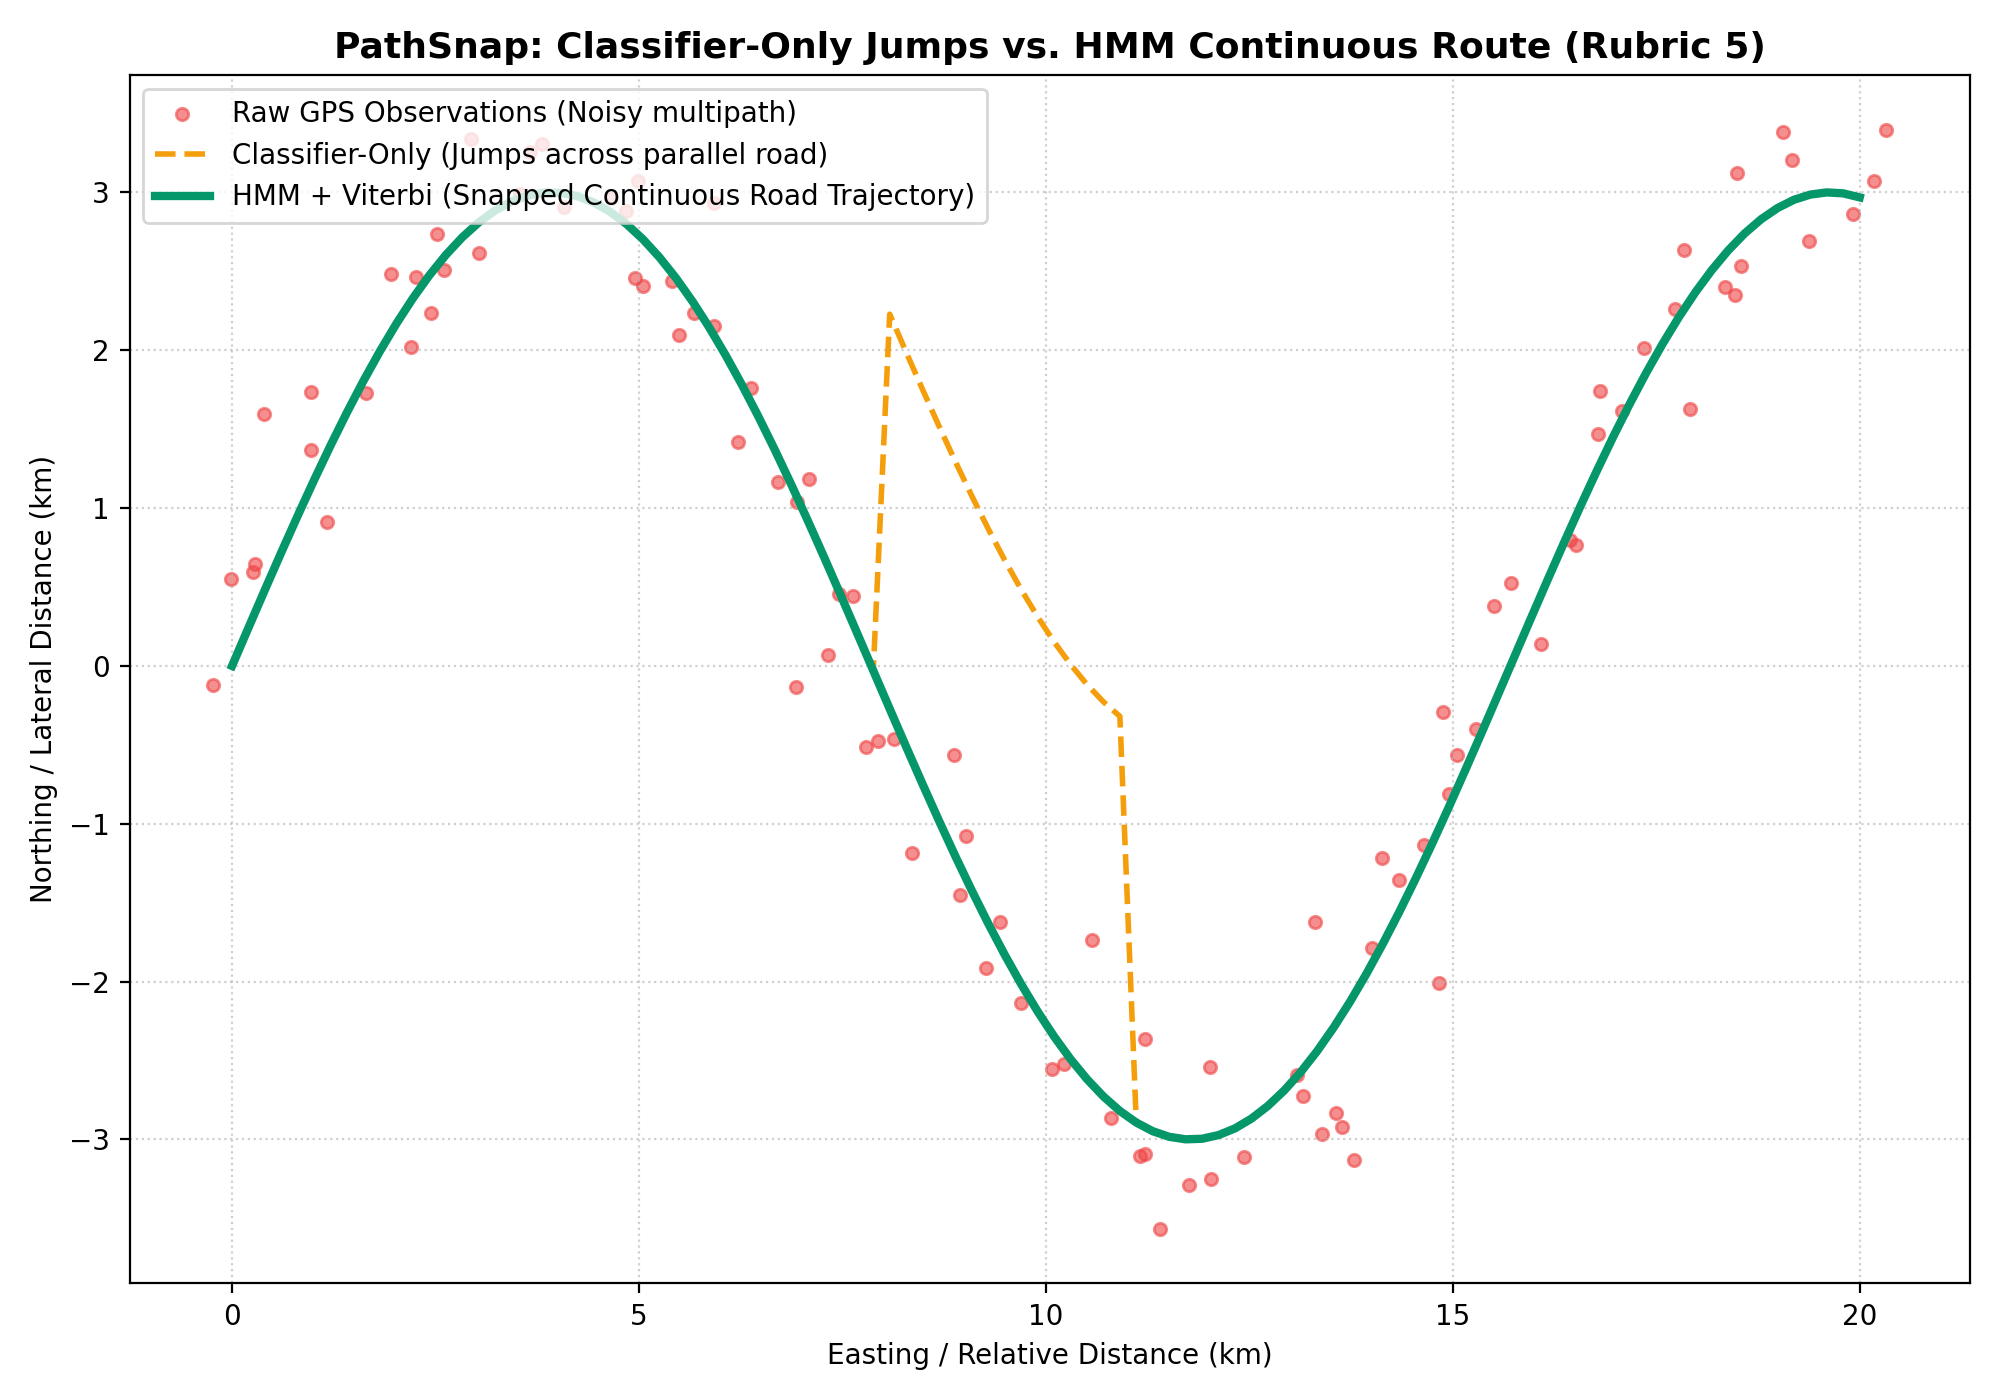 PathSnap: Classifier-Only Jumps vs. HMM Continuous Route (Rubric 5)
Raw GPS Observations (Noisy multipath)
Classifier-Only (Jumps across parallel road)
HMM + Viterbi (Snapped Continuous Road Trajectory)
Northing / Lateral Distance (km)
3
2
1
0
−1
−2
−3
0 5 10 15 20
Easting / Relative Distance (km)